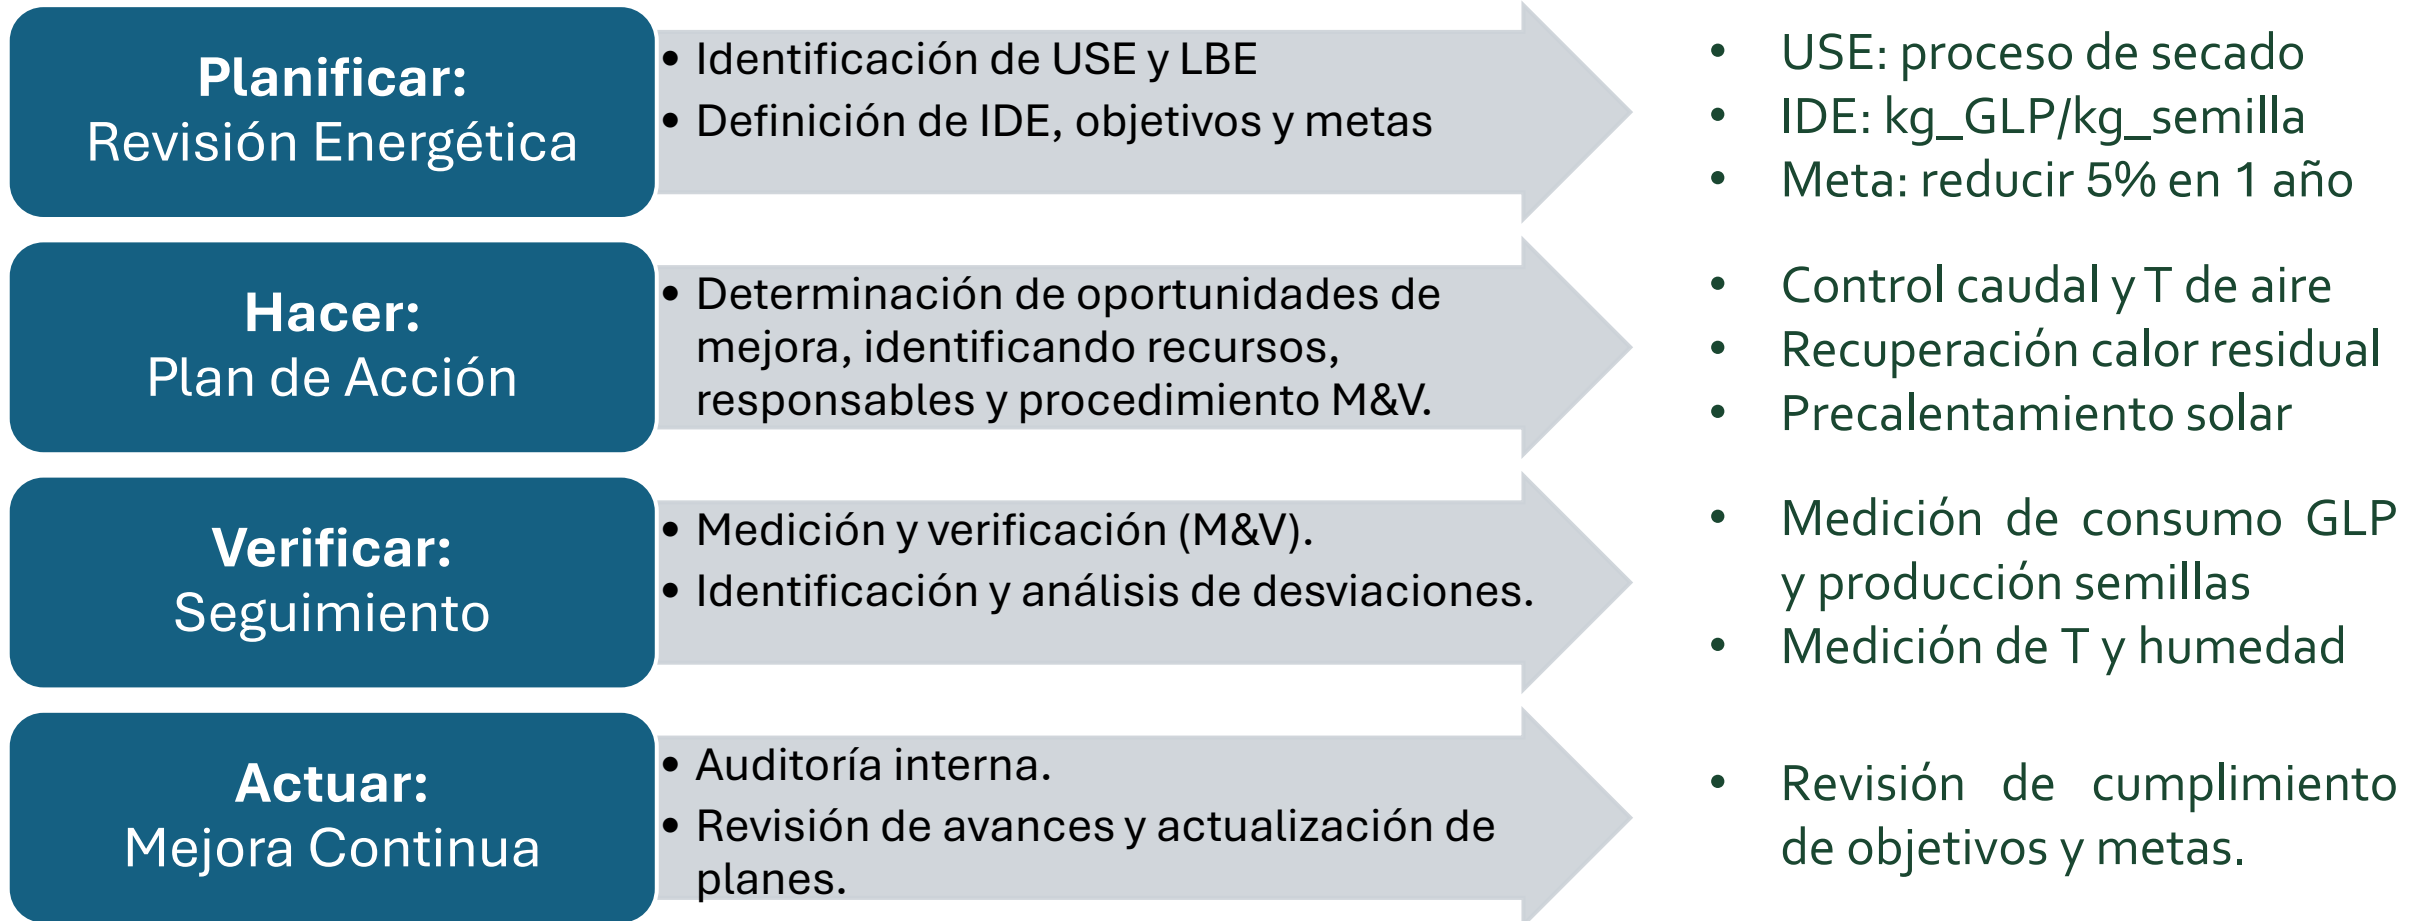 Planificar:
Revisión Energética
• Identificación de USE y LBE
• Definición de IDE, objetivos y metas
• USE: proceso de secado
• IDE: kg_GLP/kg_semilla
• Meta: reducir 5% en 1 año
Hacer:
Plan de Acción
• Determinación de oportunidades de
mejora, identificando recursos,
responsables y procedimiento M&V.
• Control caudal y T de aire
• Recuperación calor residual
• Precalentamiento solar
Verificar:
Seguimiento
• Medición y verificación (M&V).
• Identificación y análisis de desviaciones.
• Medición de consumo GLP
y producción semillas
• Medición de T y humedad
Actuar:
Mejora Continua
• Auditoría interna.
• Revisión de avances y actualización de
planes.
• Revisión de cumplimiento
de objetivos y metas.